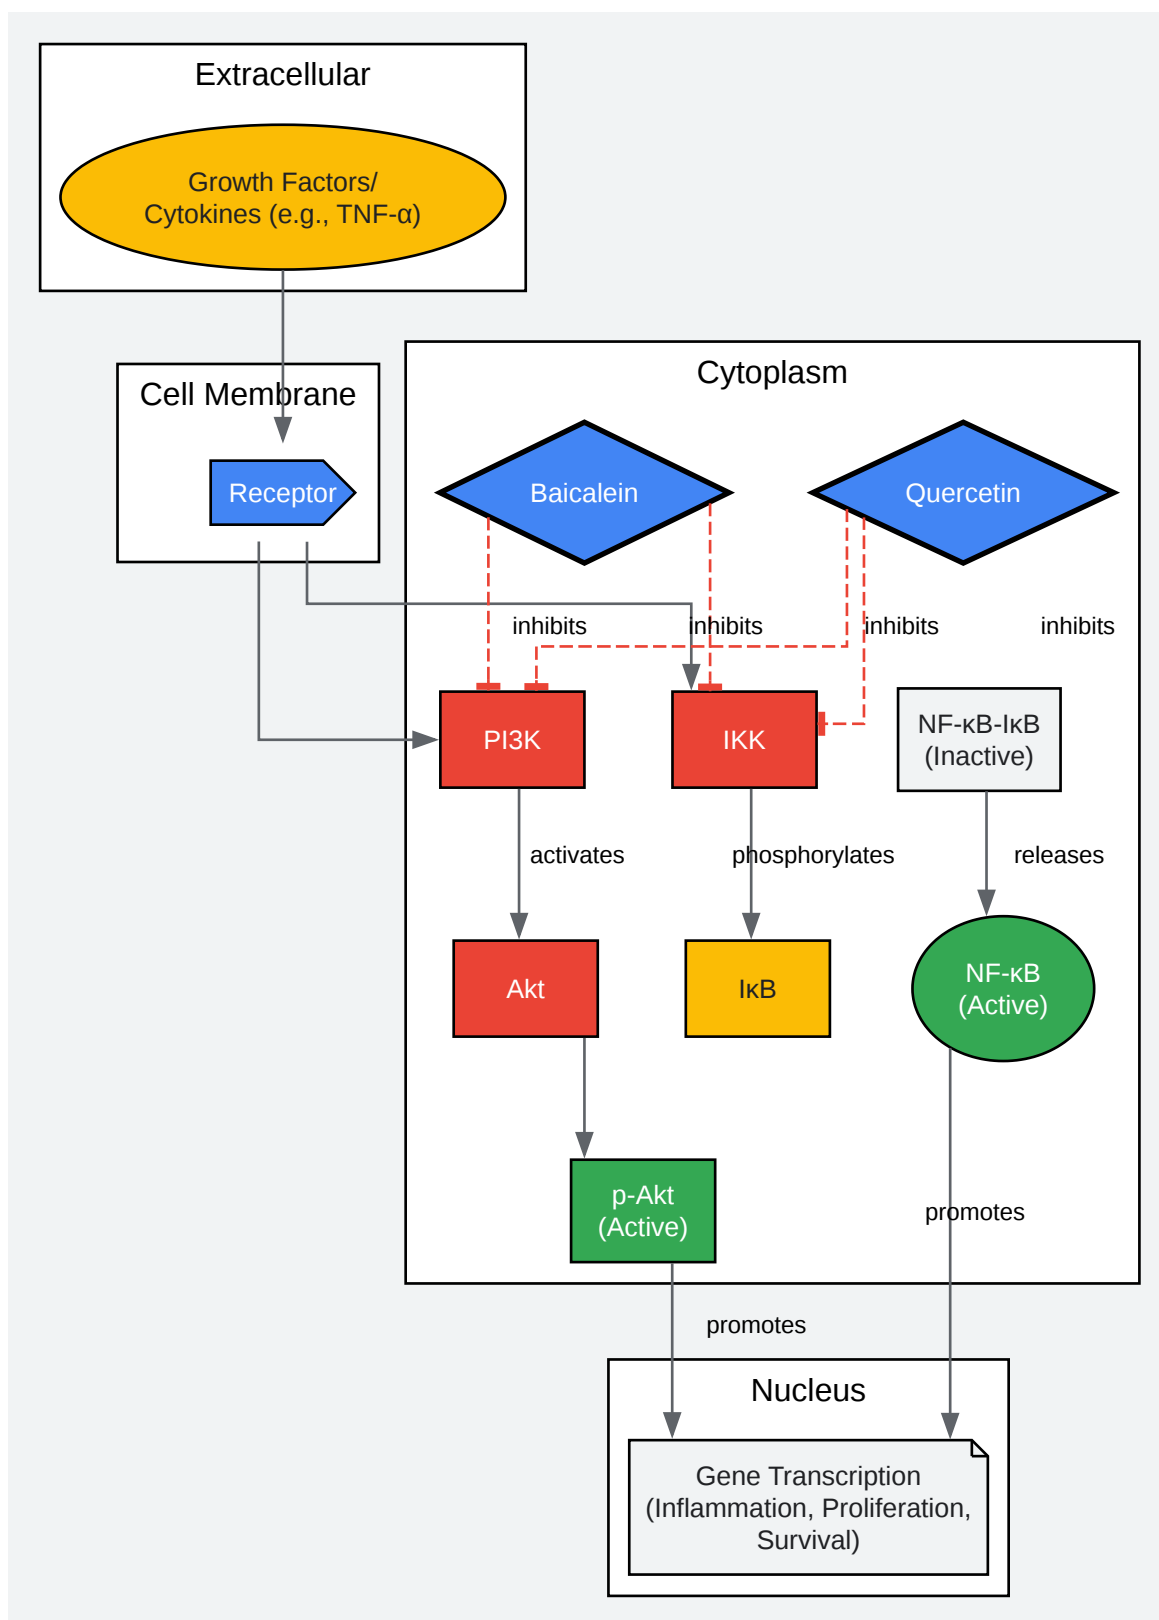 Extracellular
Growth Factors/
Cytokines (e.g., TNF-α)
Cell Membrane
Receptor
Cytoplasm
Baicalein
Quercetin
inhibits
inhibits
inhibits
inhibits
PI3K
IKK
NF-κB-IκB
(Inactive)
activates
phosphorylates
releases
Akt
IκB
NF-κB
(Active)
p-Akt
(Active)
promotes
promotes
Nucleus
Gene Transcription
(Inflammation, Proliferation,
Survival)